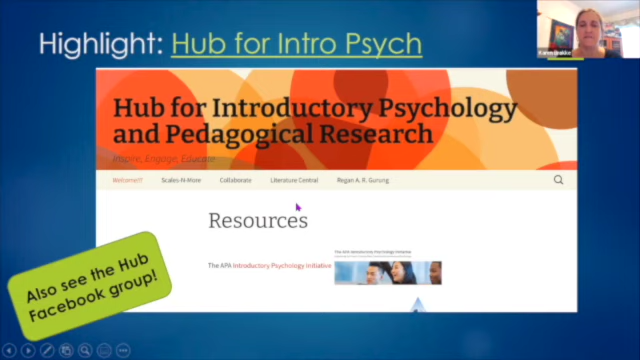 Highlight: Hub for Intro Psych
Hub for Introductory Psychology
and Pedagogical Research
Inspire, Engage, Educate
Welcome!!!
Scales-N-More
Collaborate
Literature Central
Regan A. R. Gurung
Resources
The APA Introductory Psychology Initiative
Also see the Hub
Facebook group!
Karen